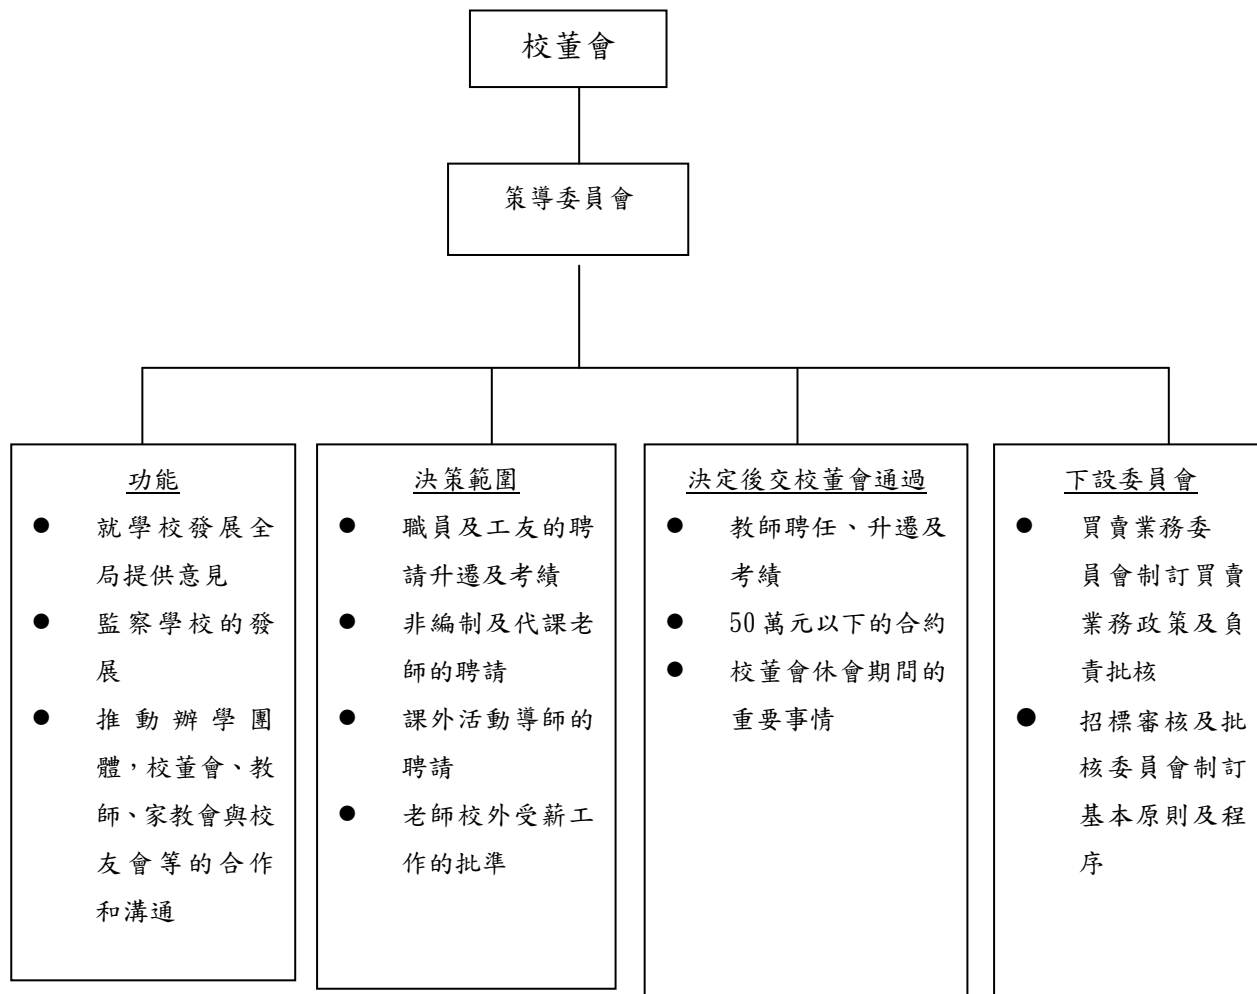 校董會
策導委員會
功能
● 就學校發展全
局提供意見
● 監察學校的發
展
● 推動辦學團
體，校董會、教
師、家教會與校
友會等的合作
和溝通
決策範圍
● 職員及工友的聘
請升遷及考績
● 非編制及代課老
師的聘請
● 課外活動導師的
聘請
● 老師校外受薪工
作的批準
決定後交校董會通過
● 教師聘任、升遷及
考績
● 50萬元以下的合約
● 校董會休會期間的
重要事情
下設委員會
● 買賣業務委
員會制訂買賣
業務政策及負
責批核
● 招標審核及批
核委員會制訂
基本原則及程
序